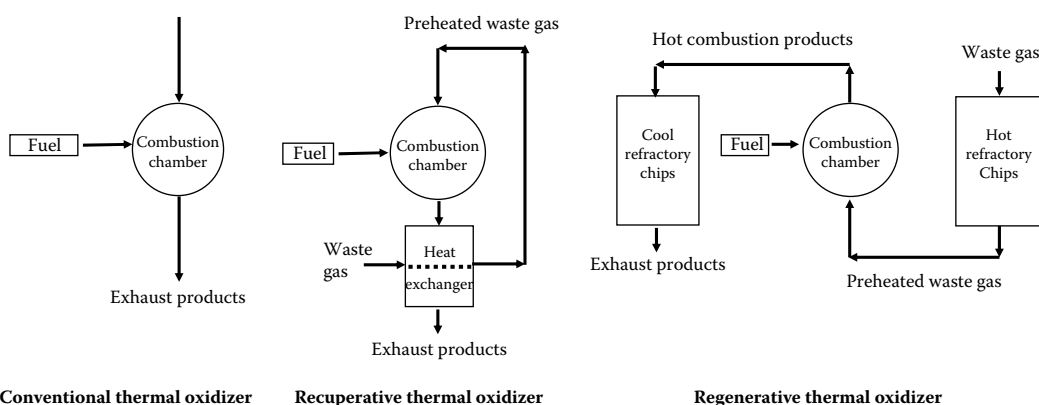 Fuel
Combustion
chamber
Exhaust products
Conventional thermal oxidizer
Preheated waste gas
Fuel
Combustion
chamber
Waste
gas
Heat
exchanger
Exhaust products
Recuperative thermal oxidizer
Hot combustion products
Waste gas
Cool
refractory
chips
Fuel
Combustion
chamber
Hot
refractory
Chips
Exhaust products
Preheated waste gas
Regenerative thermal oxidizer